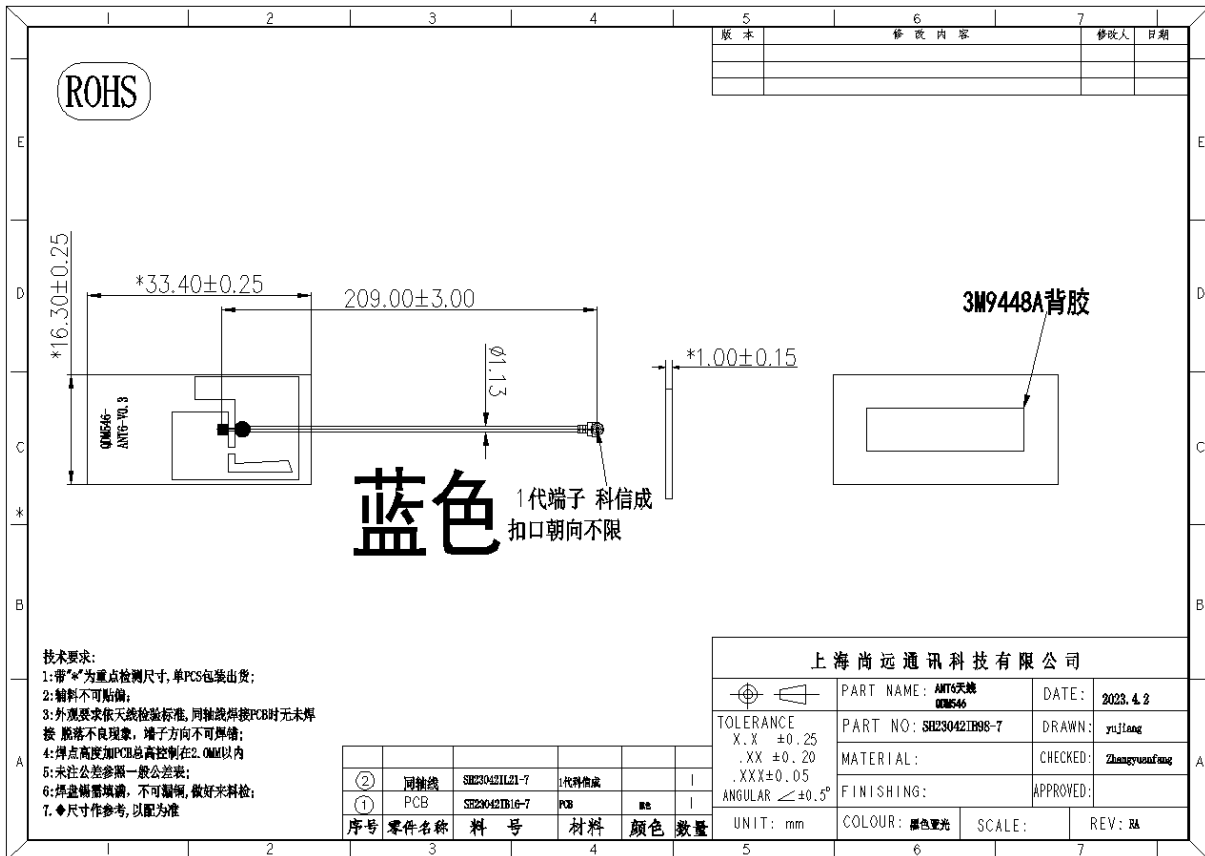 1 2 3 4 5 6 7
版 本 修 改 内 容 修改人 日期
ROHS
E E
D D
C C
*
B B
A A
*16.30±0.25
*33.40±0.25
209.00±3.00
ø1.13
*1.00±0.15
3M9448A背胶
QDM546-
ANT6-V0.3
蓝色
1代端子 科信成
扣口朝向不限
技术要求:
1:带"*"为重点检测尺寸,单PCS包装出货;
2:辅料不可贴偏;
3:外观要求依天线检验标准,同轴线焊接PCB时无未焊
接 脱落不良现象, 端子方向不可焊错;
4:焊点高度加PCB总高控制在2.0MM以内
5:未注公差参照一般公差表;
6:焊盘锡需填满, 不可漏铜,做好来料检;
7.◆尺寸作参考,以配为准
② 同轴线 SH23042IL21-7 1代科信成 1
① PCB SH23042IB16-7 PCB 黑色 1
序号 零件名称 料 号 材料 颜色 数量
上海尚远通讯科技有限公司
PART NAME: ANT6天线
QDM546
DATE: 2023.4.2
TOLERANCE
X.X ±0.25
.XX ±0.20
.XXX±0.05
ANGULAR ∠±0.5°
UNIT: mm
PART NO: SH23042IB98-7 DRAWN: yujiang
MATERIAL: CHECKED: Zhangyuanfang
FINISHING: APPROVED:
COLOUR: 黑色亚光 SCALE: REV: RA
1 2 3 4 5 6 7